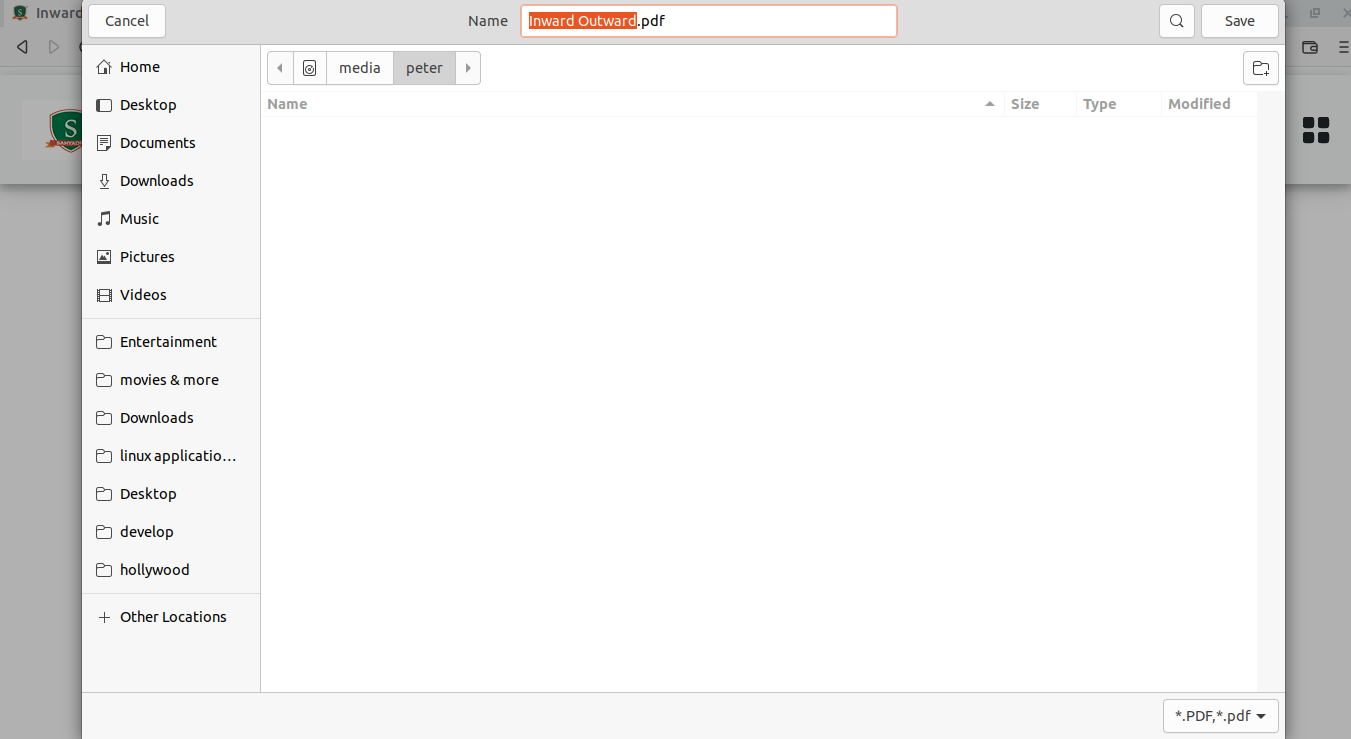 Inward
Cancel
Name
Inward Outward.pdf
Save
Home
Desktop
Documents
Downloads
Music
Pictures
Videos
Entertainment
movies & more
Downloads
linux applicatio...
Desktop
develop
hollywood
Other Locations
media
peter
Name
Size
Type
Modified
S
*.PDF,*.pdf